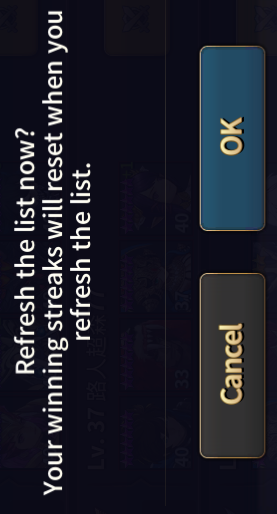 Refresh the list now?
Your winning streaks will reset when you
refresh the list.
Cancel
OK